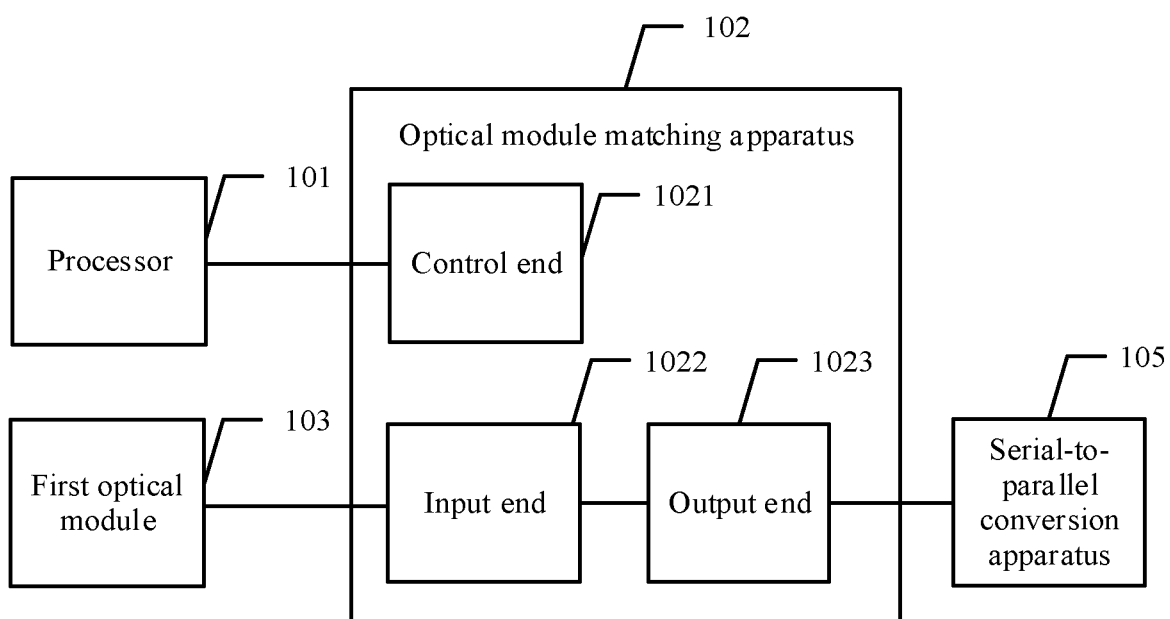 102
Optical module matching apparatus
101
1021
Processor
Control end
1022
1023
105
103
First optical
module
Input end
Output end
Serial-to-
parallel
conversion
apparatus